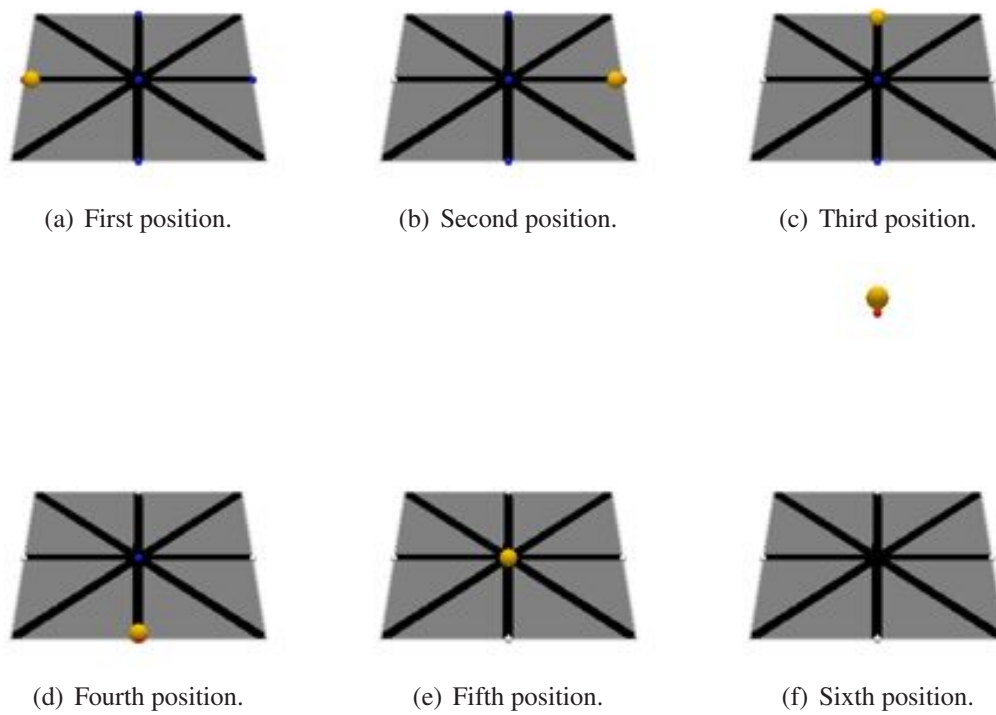 (a) First position.
(b) Second position.
(c) Third position.
(d) Fourth position.
(e) Fifth position.
(f) Sixth position.